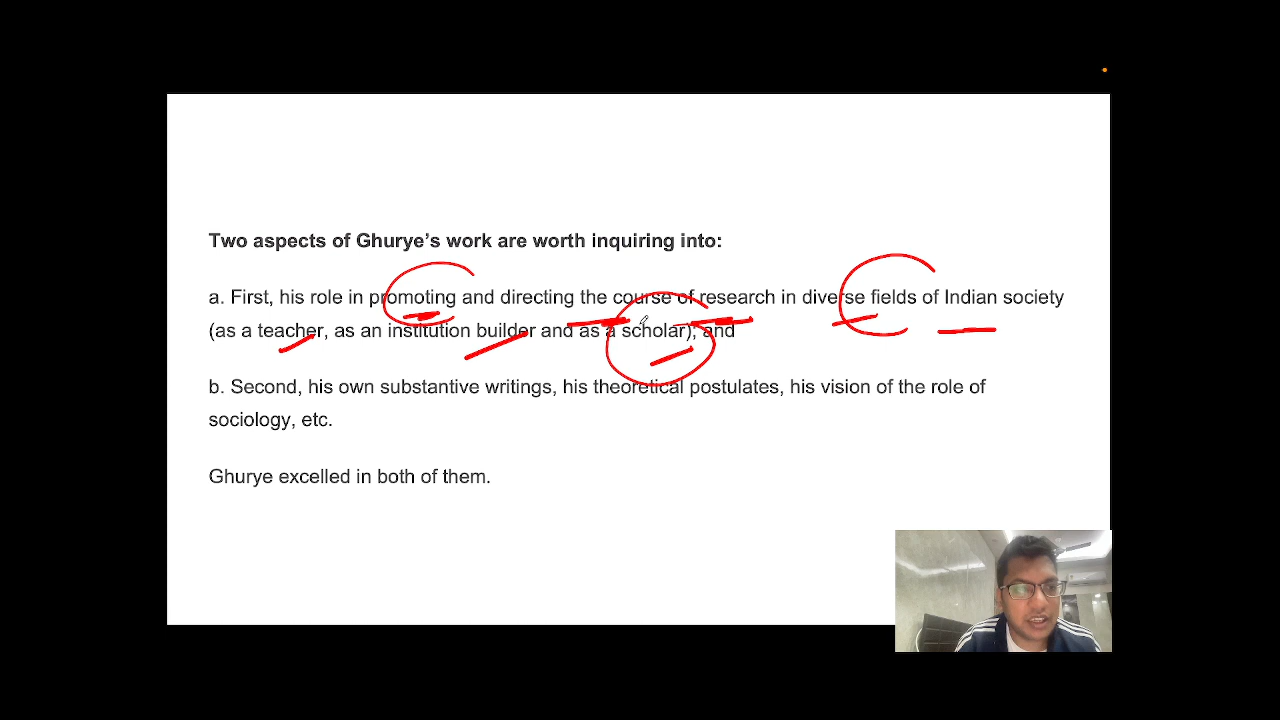 Two aspects of Ghurye’s work are worth inquiring into:
a. First, his role in promoting and directing the course of research in diverse fields of Indian society
(as a teacher, as an institution builder and as a scholar); and
b. Second, his own substantive writings, his theoretical postulates, his vision of the role of
sociology, etc.
Ghurye excelled in both of them.